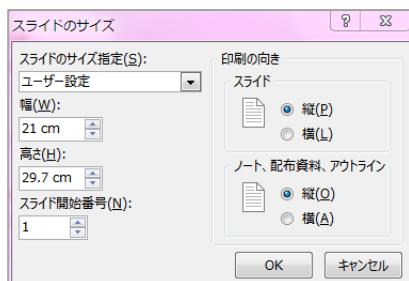 スライドのサイズ
スライドのサイズ指定(S):
ユーザー設定
幅(W):
21 cm
高さ(H):
29.7 cm
スライド開始番号(N):
1
印刷の向き
スライド
縦(P)
横(L)
ノート、配布資料、アウトライン
縦(O)
横(A)
OK
キャンセル